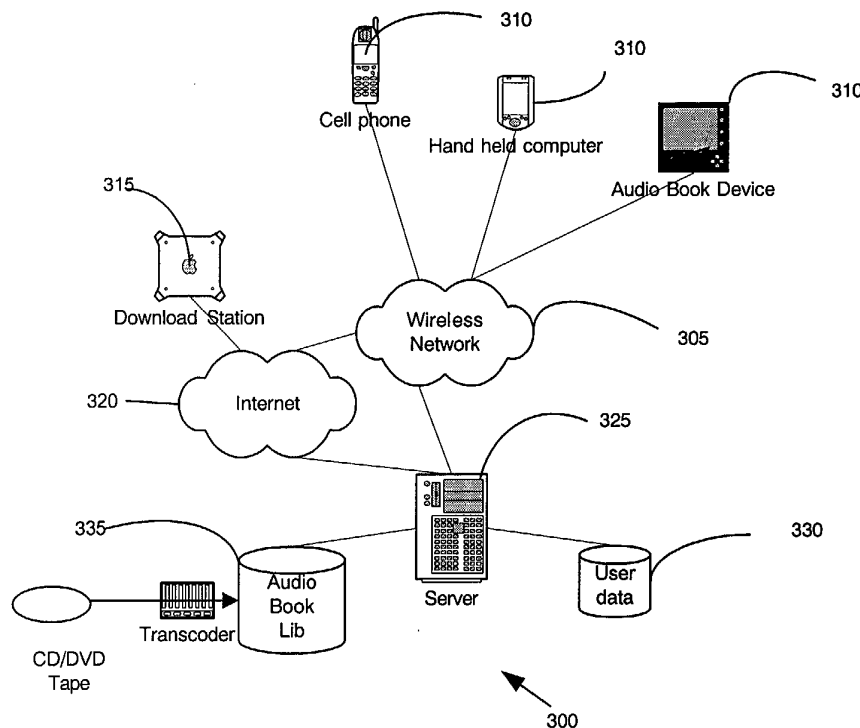 310
Cell phone
310
Hand held computer
310
Audio Book Device
315
Download Station
Wireless
Network
305
320
Internet
325
335
Audio
Book
Lib
Server
User
data
330
Transcoder
CD/DVD
Tape
300